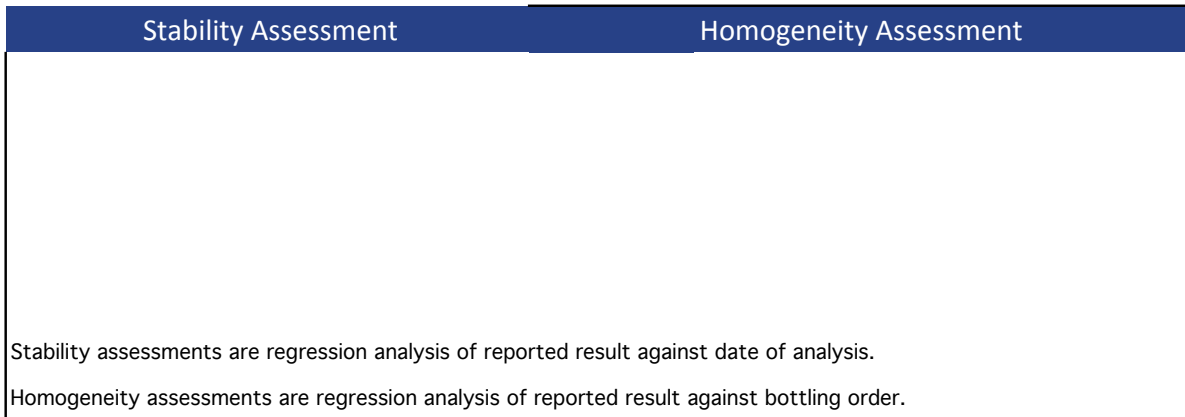 Stability Assessment
Homogeneity Assessment
Stability assessments are regression analysis of reported result against date of analysis.
Homogeneity assessments are regression analysis of reported result against bottling order.